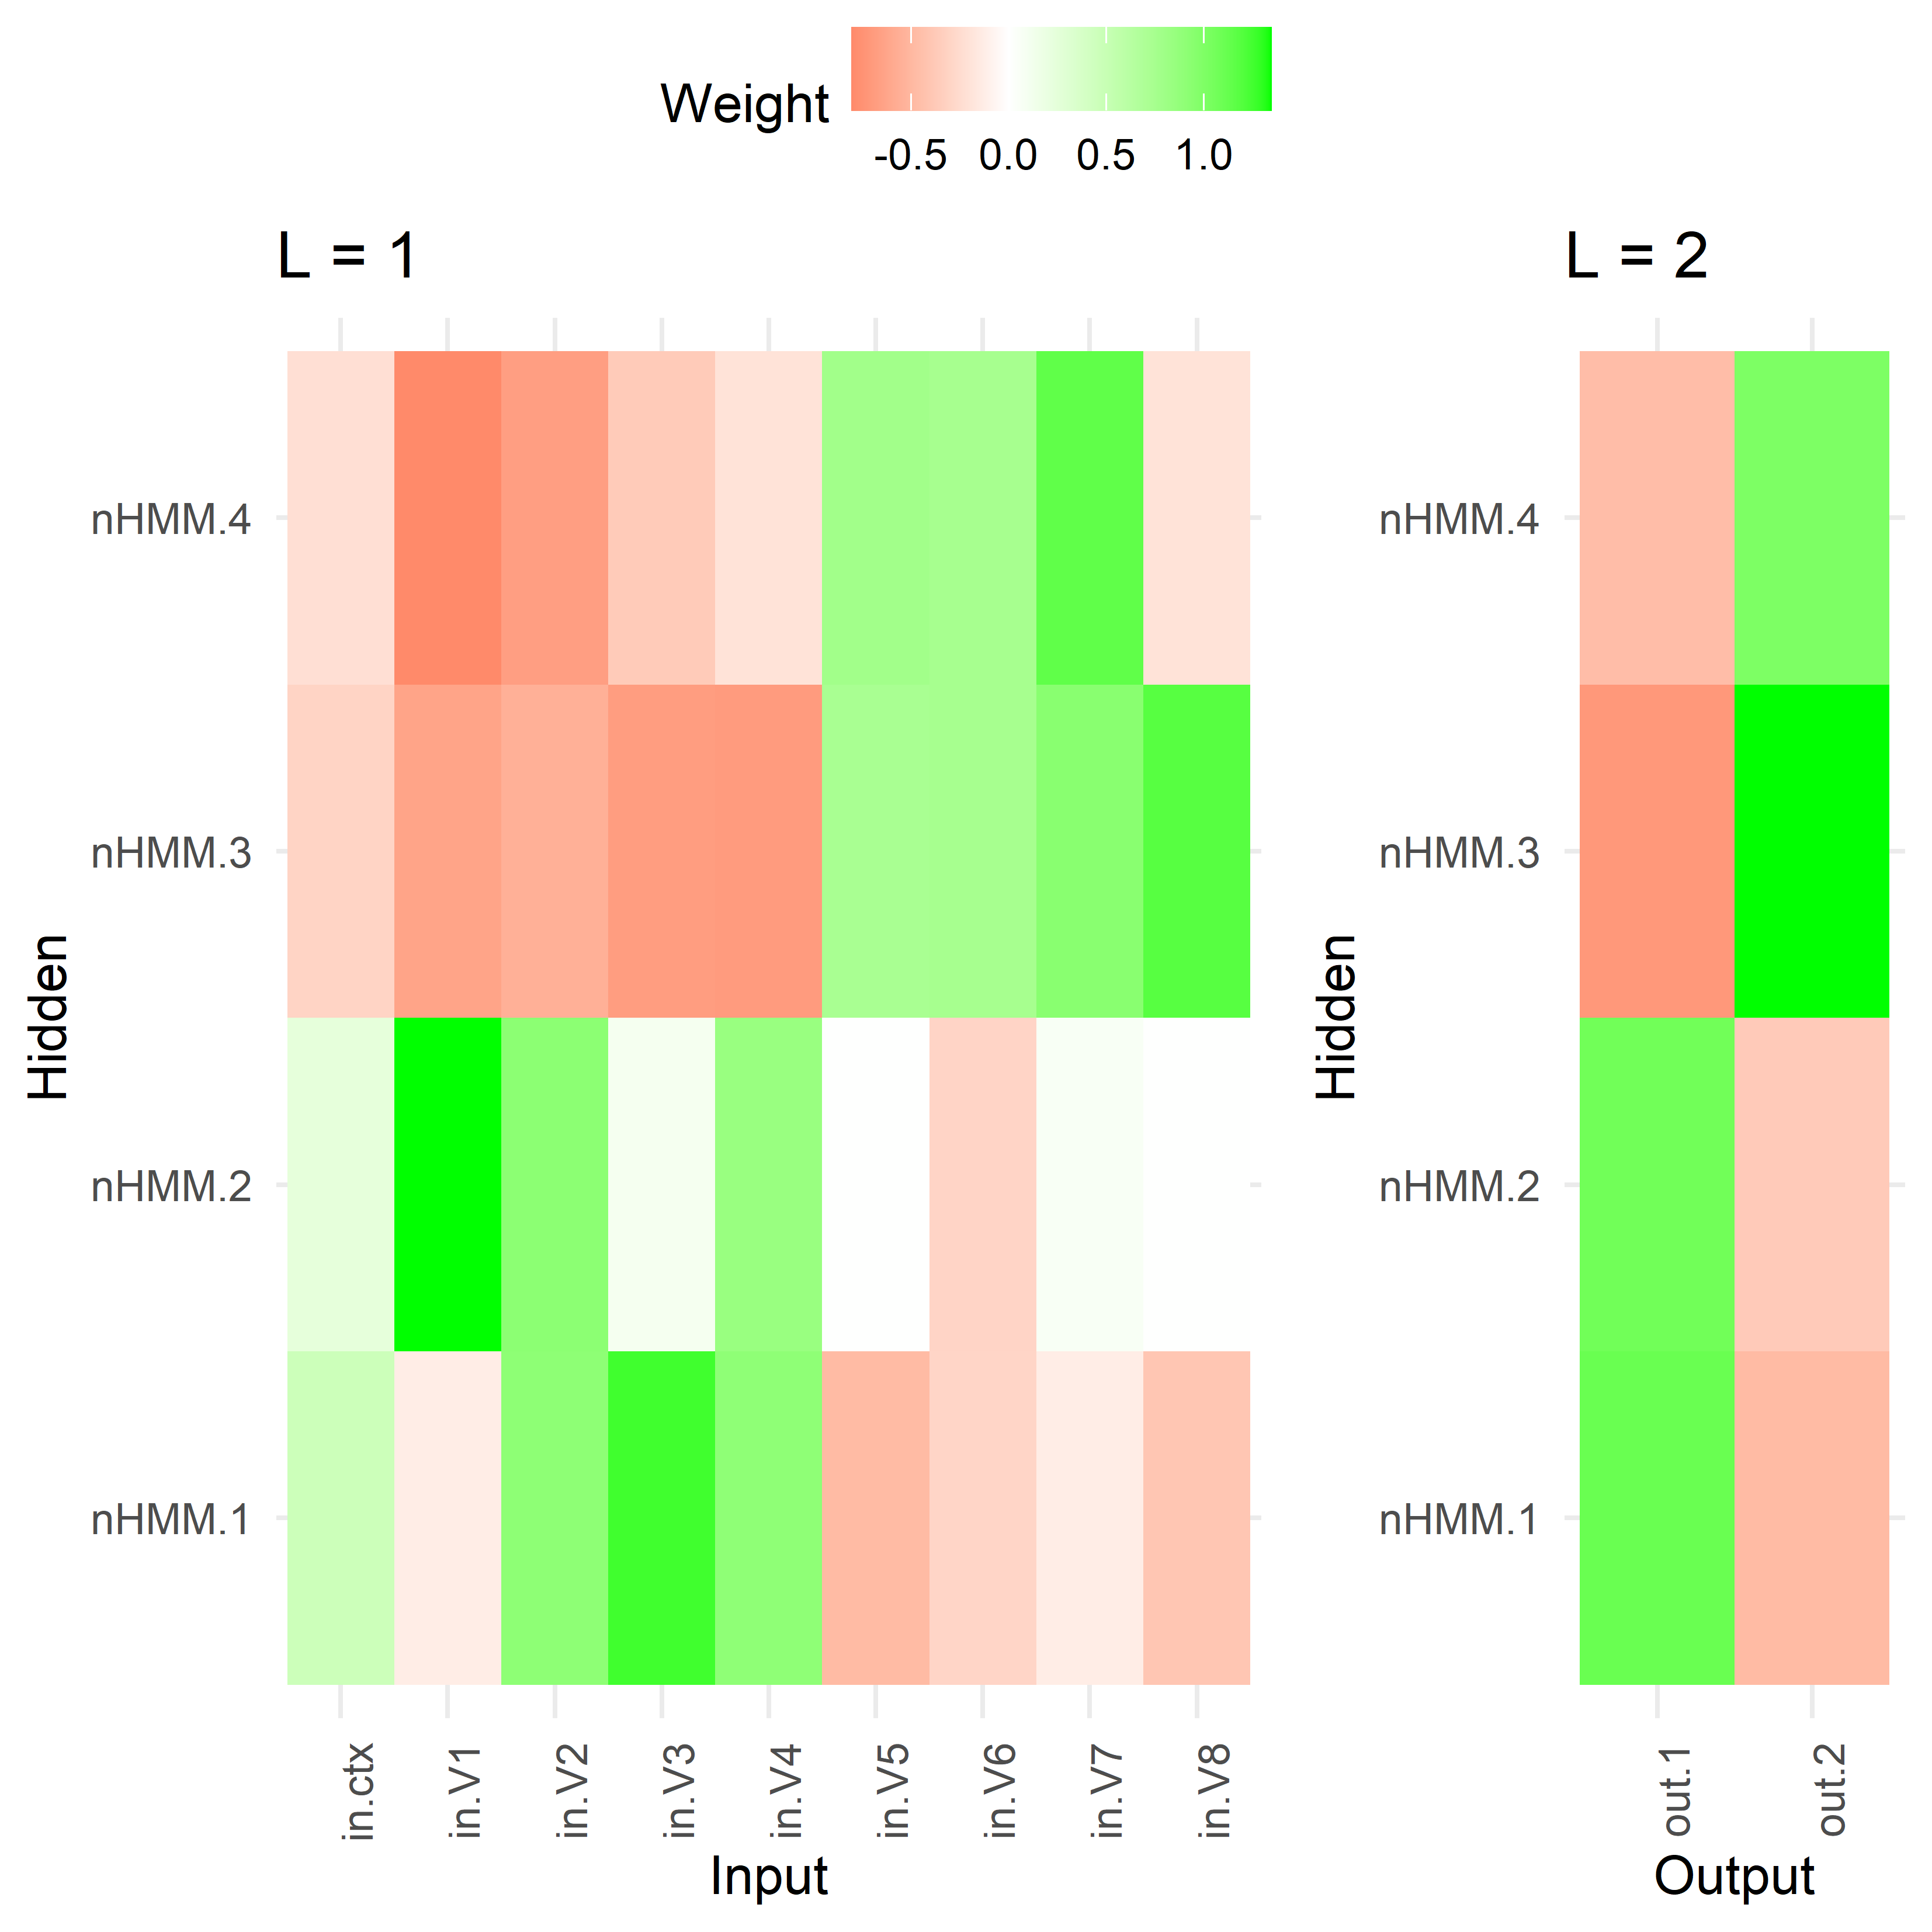 Weight
-0.5 0.0 0.5 1.0
L = 1
nHMM.4
nHMM.3
nHMM.2
nHMM.1
Hidden
in.ctx
in.V1
in.V2
in.V3
in.V4
in.V5
in.V6
in.V7
in.V8
Input
L = 2
nHMM.4
nHMM.3
nHMM.2
nHMM.1
Hidden
out.1
out.2
Output